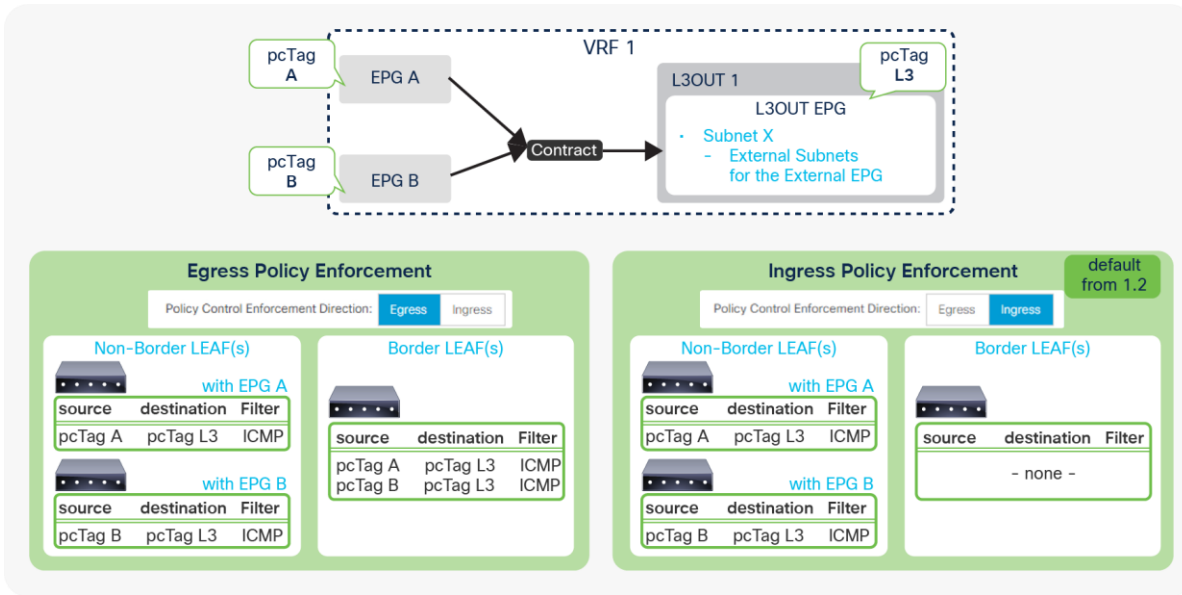 VRF 1
pcTag
A
EPG A
pcTag
B
EPG B
Contract
pcTag
L3
L3OUT 1
L3OUT EPG
· Subnet X
– External Subnets
for the External EPG
Egress Policy Enforcement
Policy Control Enforcement Direction: Egress Ingress
Non-Border LEAF(s)
with EPG A
source destination Filter
pcTag A pcTag L3 ICMP
with EPG B
source destination Filter
pcTag B pcTag L3 ICMP
Border LEAF(s)
source destination Filter
pcTag A pcTag L3 ICMP
pcTag B pcTag L3 ICMP
Ingress Policy Enforcement
default
from 1.2
Policy Control Enforcement Direction: Egress Ingress
Non-Border LEAF(s)
with EPG A
source destination Filter
pcTag A pcTag L3 ICMP
with EPG B
source destination Filter
pcTag B pcTag L3 ICMP
Border LEAF(s)
source destination Filter
- none -